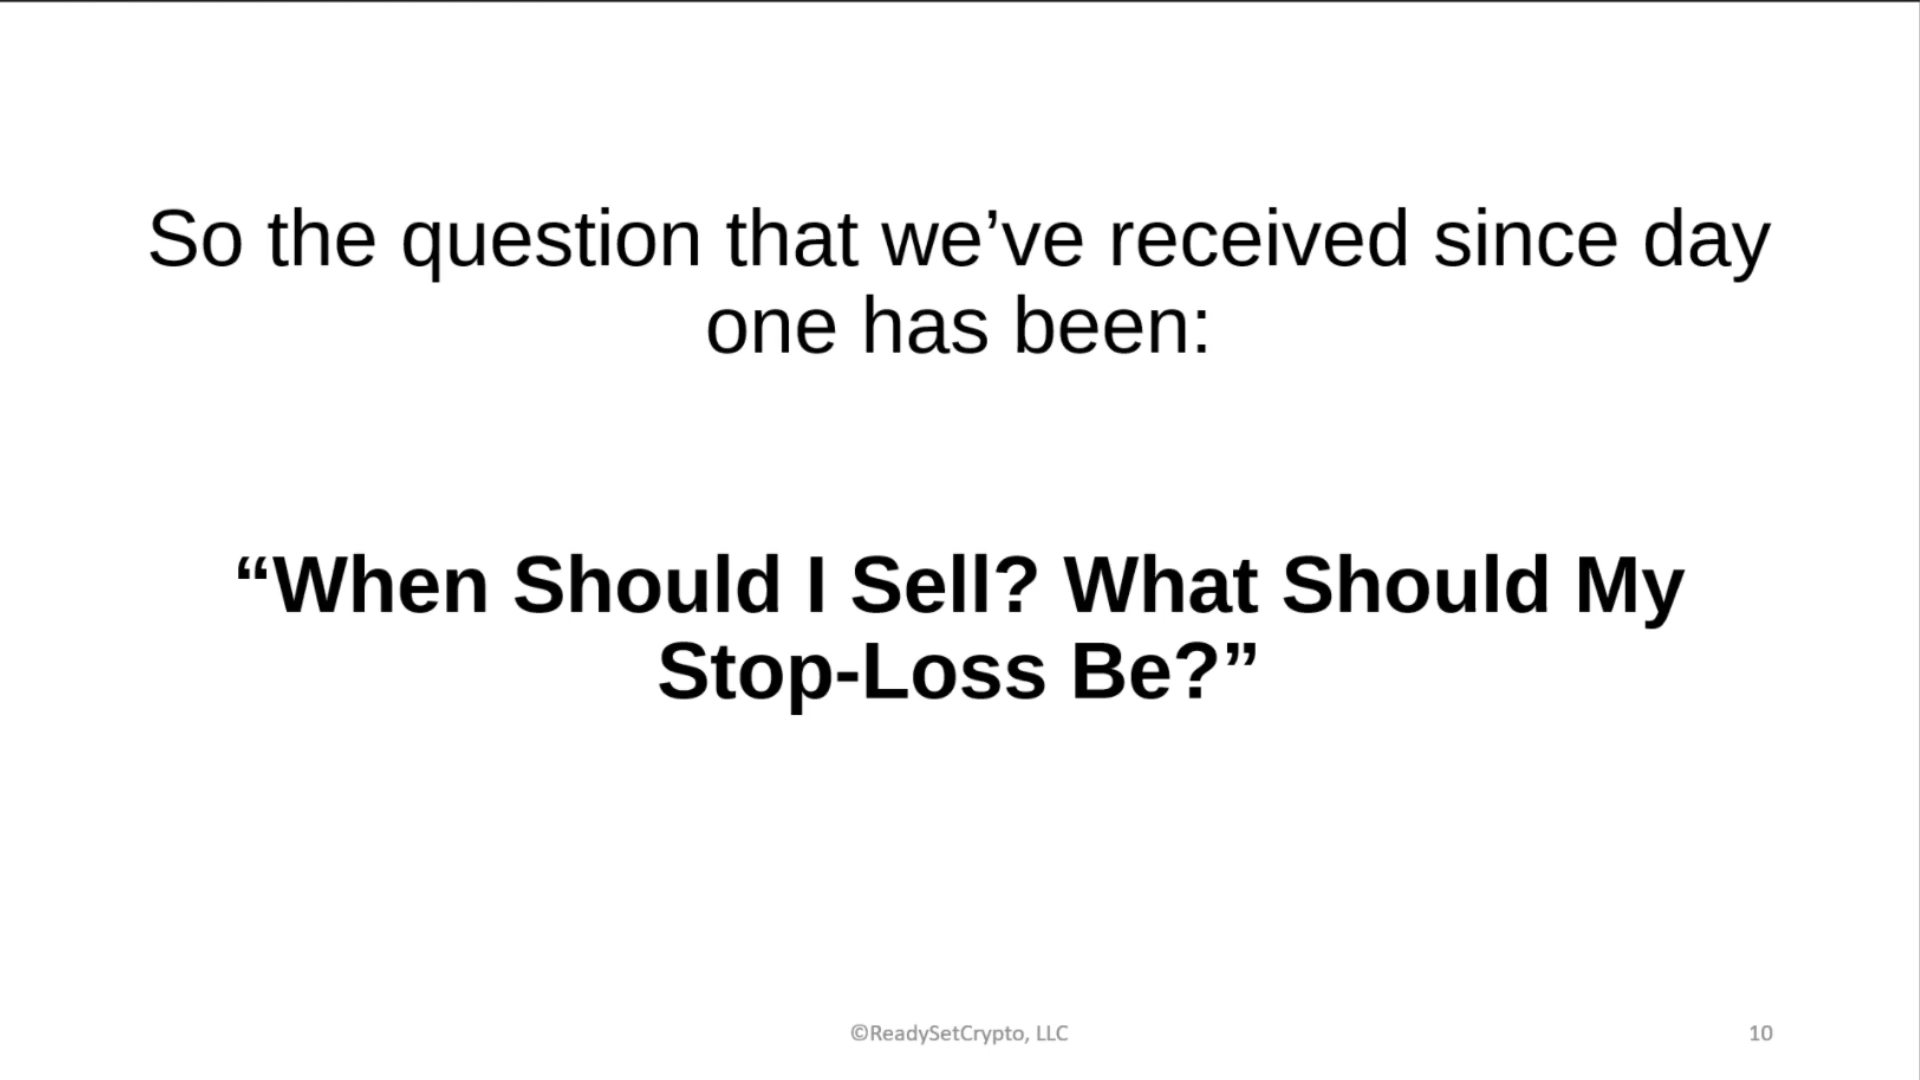 So the question that we’ve received since day
one has been:
“When Should I Sell? What Should My
Stop-Loss Be?”
©ReadySetCrypto, LLC
10